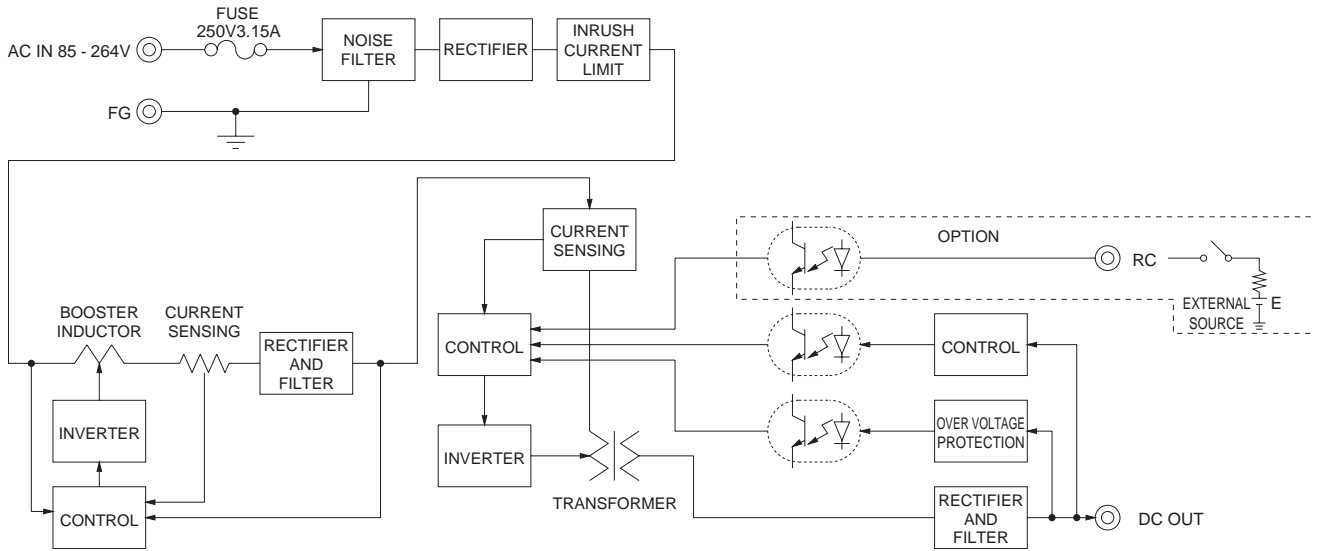 FUSE
250V3.15A
AC IN 85 - 264V
NOISE
FILTER
RECTIFIER
INRUSH
CURRENT
LIMIT
FG
CURRENT
SENSING
OPTION
RC
E
EXTERNAL
SOURCE
BOOSTER
INDUCTOR
CURRENT
SENSING
RECTIFIER
AND
FILTER
CONTROL
CONTROL
INVERTER
INVERTER
OVER VOLTAGE
PROTECTION
TRANSFORMER
CONTROL
RECTIFIER
AND
FILTER
DC OUT